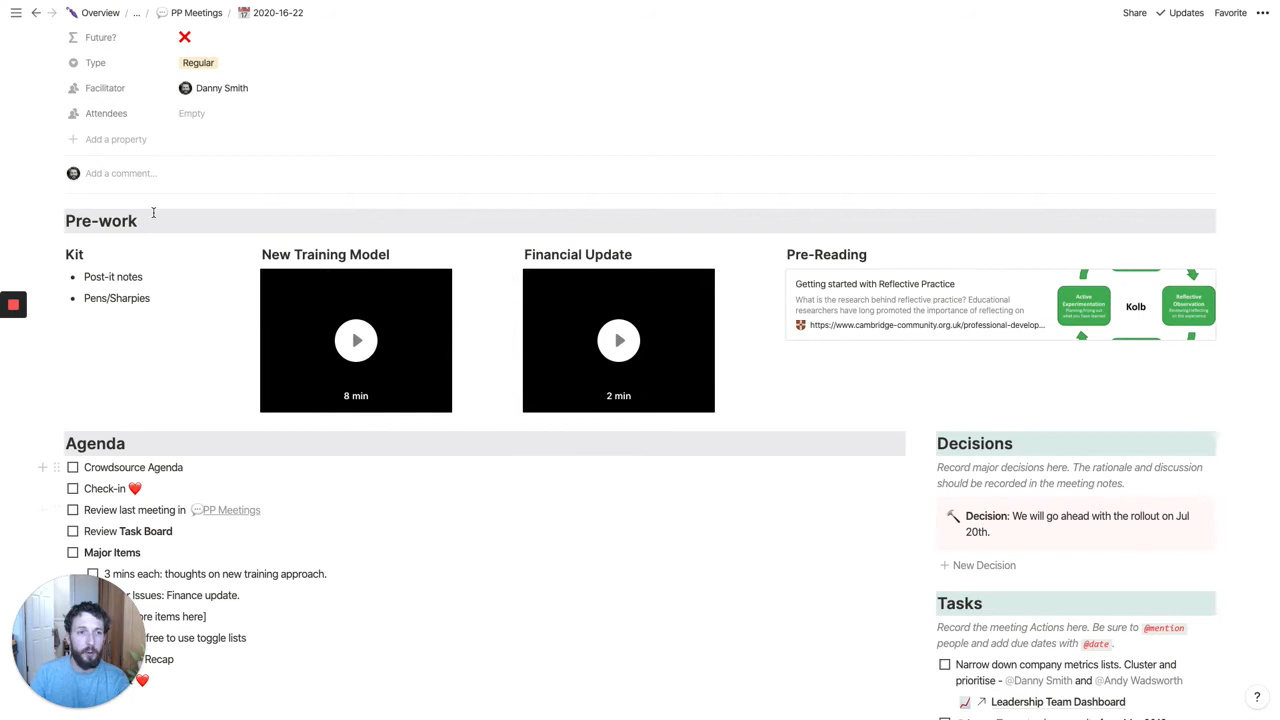 Overview / ... / PP Meetings / 2020-16-22
Share Updates Favorite
Future?
Type Regular
Facilitator Danny Smith
Attendees Empty
Add a property
Add a comment...
Pre-work
Kit
Post-it notes
Pens/Sharpies
New Training Model
8 min
Financial Update
2 min
Pre-Reading
Getting started with Reflective Practice
What is the research behind reflective practice? Educational
researchers have long promoted the importance of reflecting on
https://www.cambridge-community.org.uk/professional-develop...
Active
Experimentation
Kolb
Reflective
Observation
Agenda
Crowdsource Agenda
Check-in
Review last meeting in PP Meetings
Review Task Board
Major Items
3 mins each: thoughts on new training approach.
Issues: Finance update.
items here]
free to use toggle lists
Recap
Decisions
Record major decisions here. The rationale and discussion
should be recorded in the meeting notes.
Decision: We will go ahead with the rollout on Jul
20th.
New Decision
Tasks
Record the meeting Actions here. Be sure to @mention
people and add due dates with @date.
Narrow down company metrics lists. Cluster and
prioritise - @Danny Smith and @Andy Wadsworth
Leadership Team Dashboard
?